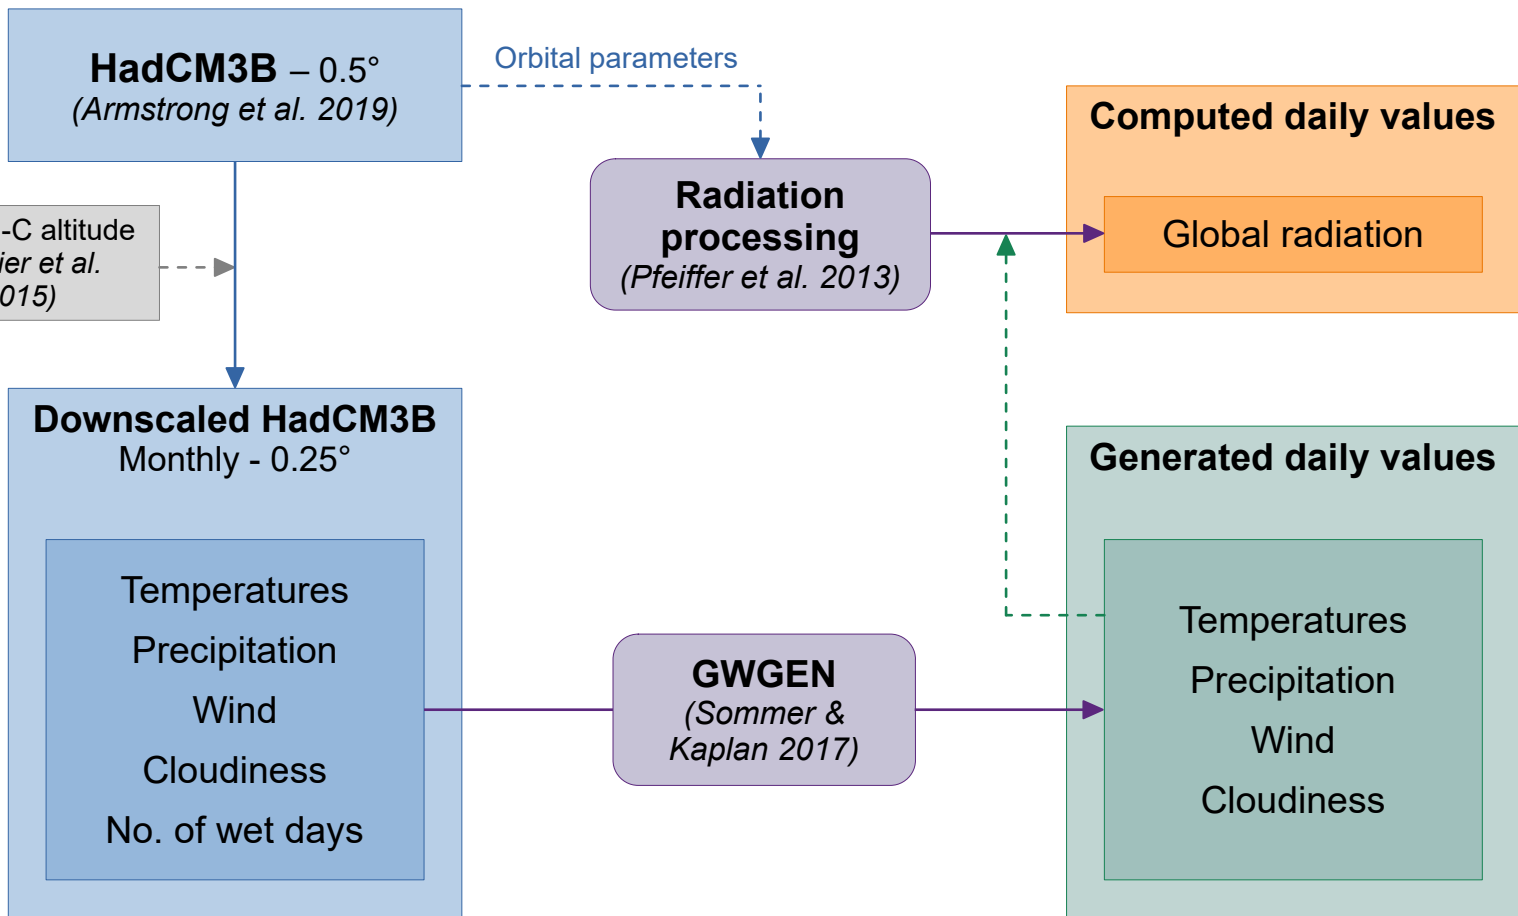 HadCM3B – 0.5°
(Armstrong et al. 2019)
Orbital parameters
Computed daily values
Radiation
processing
(Pfeiffer et al. 2013)
Global radiation
-C altitude
et al.
Downscaled HadCM3B
Monthly - 0.25°
Generated daily values
Temperatures
Precipitation
Wind
Cloudiness
No. of wet days
GWGEN
(Sommer &
Kaplan 2017)
Temperatures
Precipitation
Wind
Cloudiness